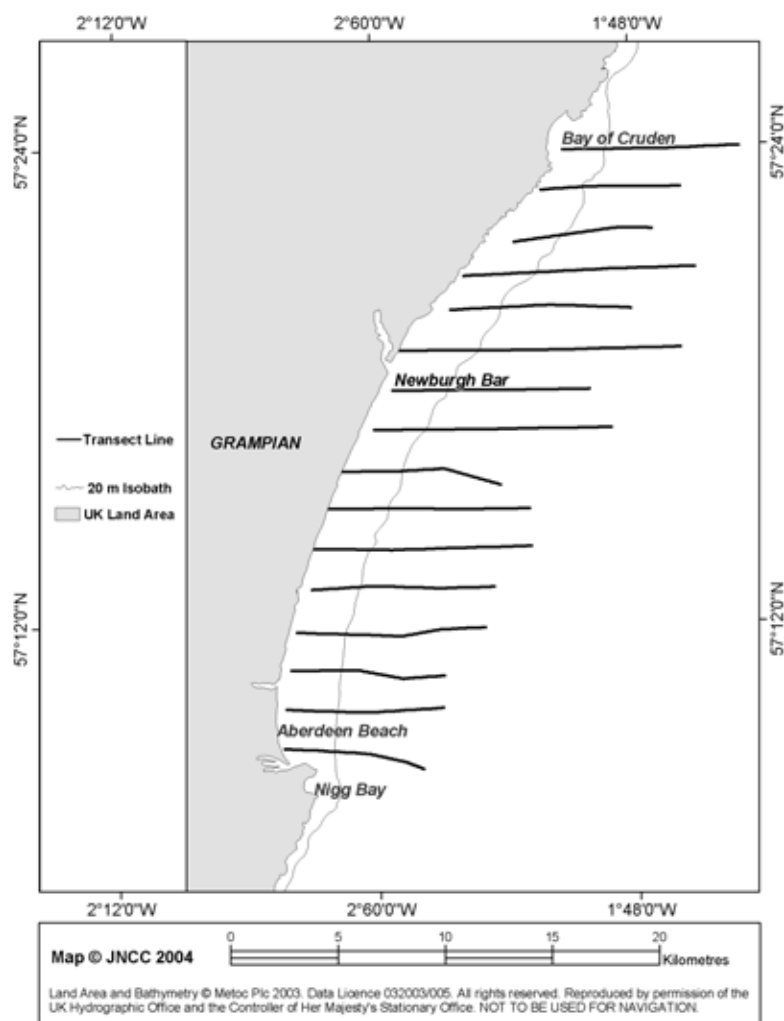 2°12'0"W 2°60'0"W 1°48'0"W
57°24'0"N
57°24'0"N
Bay of Cruden
Newburgh Bar
Transect Line
GRAMPIAN
20 m Isobath
UK Land Area
57°12'0"N
57°12'0"N
Aberdeen Beach
Nigg Bay
2°12'0"W 2°60'0"W 1°48'0"W
Map © JNCC 2004
0 5 10 15 20
Kilometres
Land Area and Bathymetry © Metoc Plc 2003. Data Licence 032003/005. All rights reserved. Reproduced by permission of the
UK Hydrographic Office and the Controller of Her Majesty's Stationary Office. NOT TO BE USED FOR NAVIGATION.